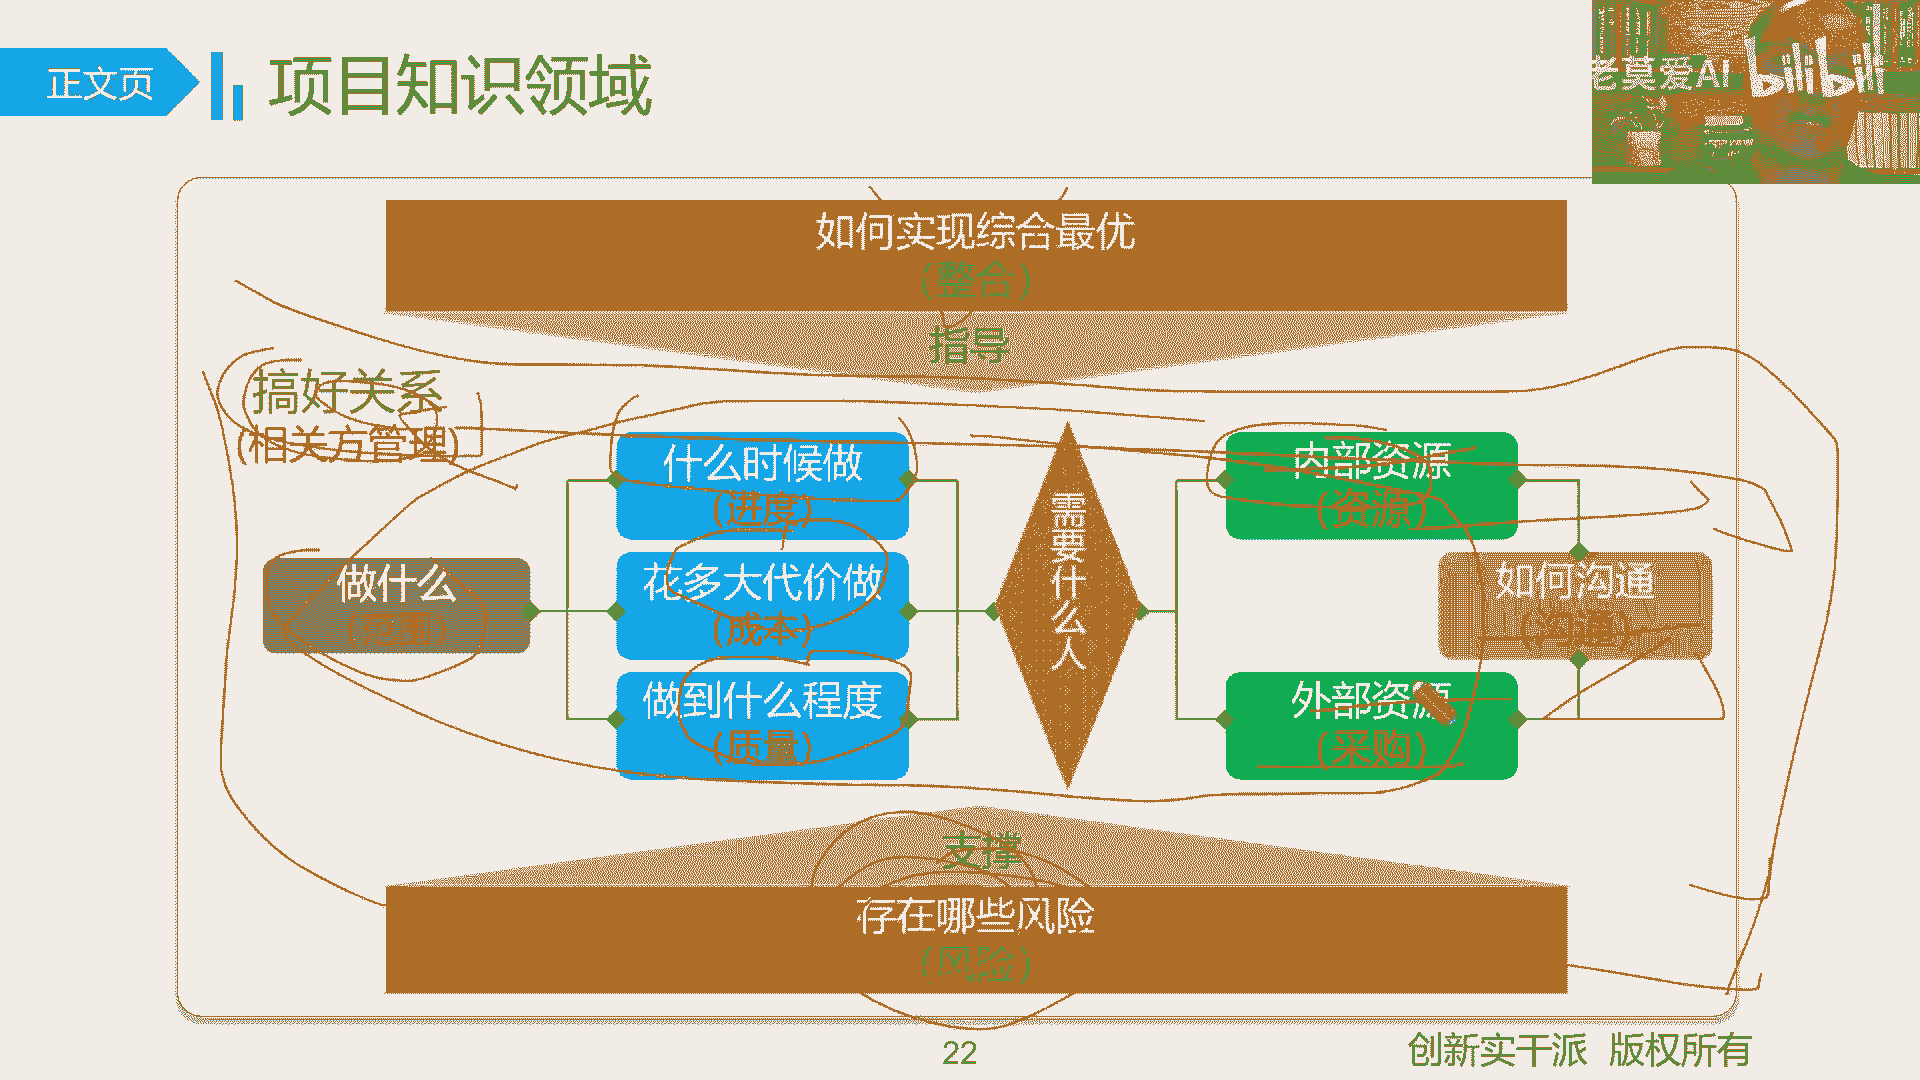 正文页
项目知识领域
老莫爱AI
bilibili
如何实现综合最优
(整合)
指导
搞好关系
(相关方管理)
什么时候做
(进度)
做什么
花多大代价做
(成本)
做到什么程度
(质量)
需要什么人
内部资源
(资源)
如何沟通
(沟通)
外部资源
(采购)
支撑
存在哪些风险
(风险)
22
创新实干派 版权所有